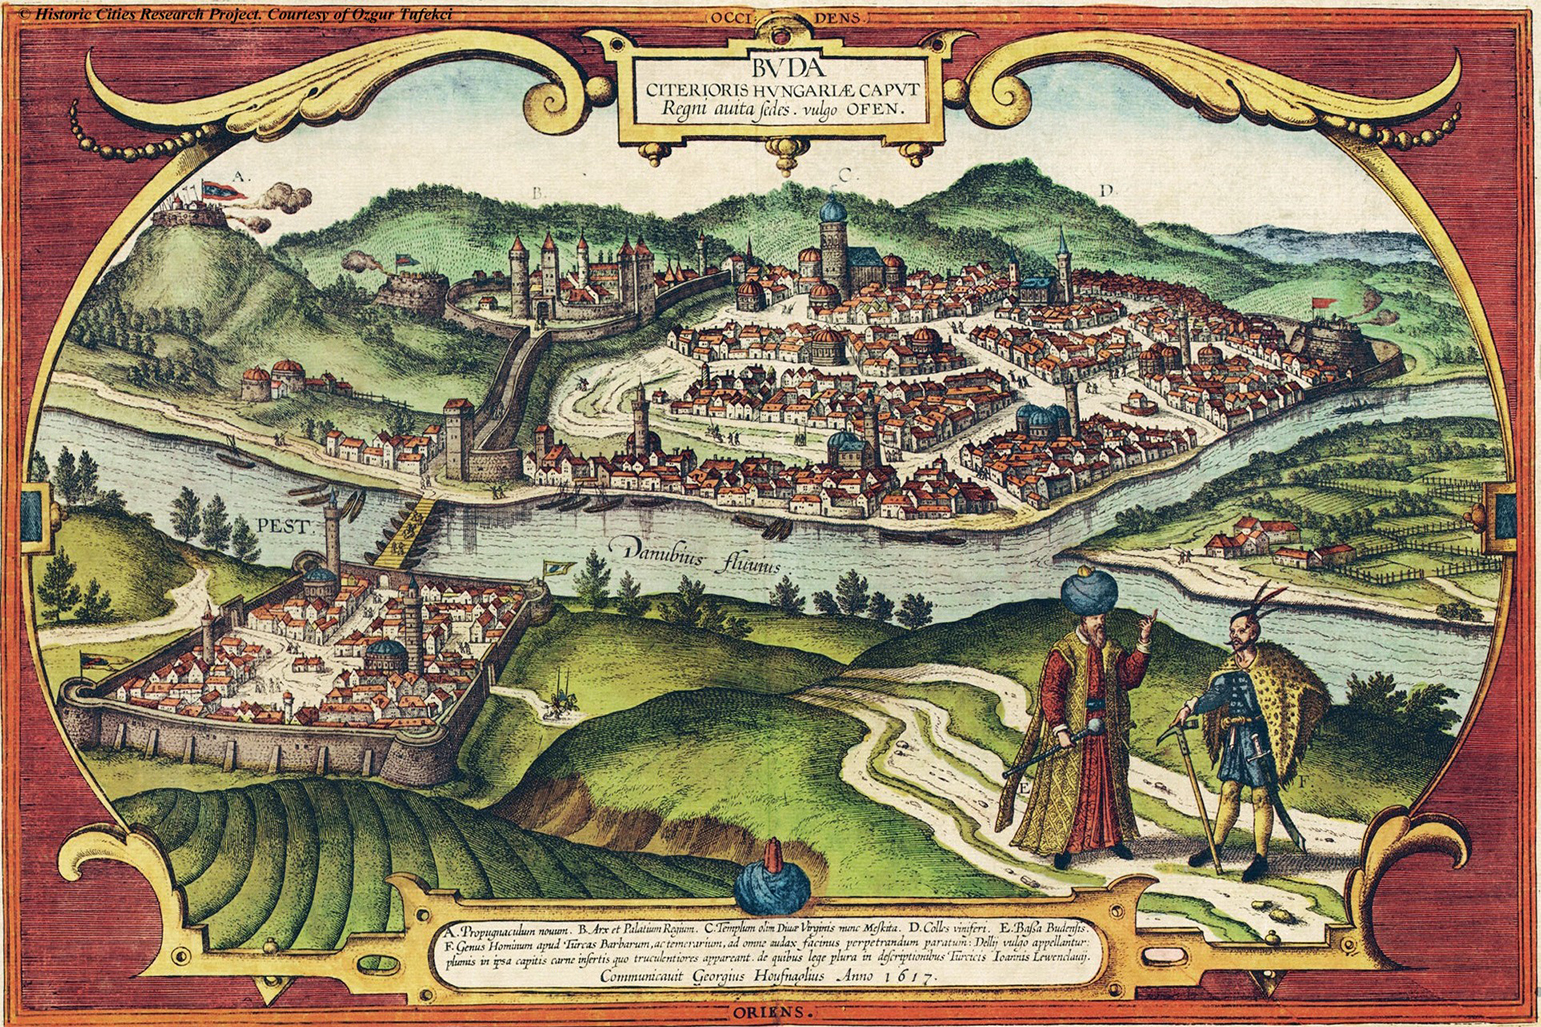 © Historic Cities Research Project. Courtesy of Ozgur Tufekci
OCCI DENS.
BVDA
CITERIORIS HVNGARIÆ CAPVT
Regni auita sedes. vulgo OFEN.
A.
B.
C.
D.
PEST.
Danubius fluuius
E
F
A. Propugnaculum nouum. B. Arx et Palatium Regium. C. Templum olim Diuæ Virginis nunc Meskita. D. Colles viniferi. E. Bassa Budensis.
F. Genus Hominum apud Turcas Barbarum, ac temerarium, ad omne audax facinus perpetrandum paratum: Delly vulgo appellantur:
plumis in ipsa capitis carne insertis quo truculentiores appareant. de quibus lege plura in descriptionibus Turcicis Ioannis Lewenclauij.
Communicauit Georgius Houfnaglius Anno 1617.
ORIENS.